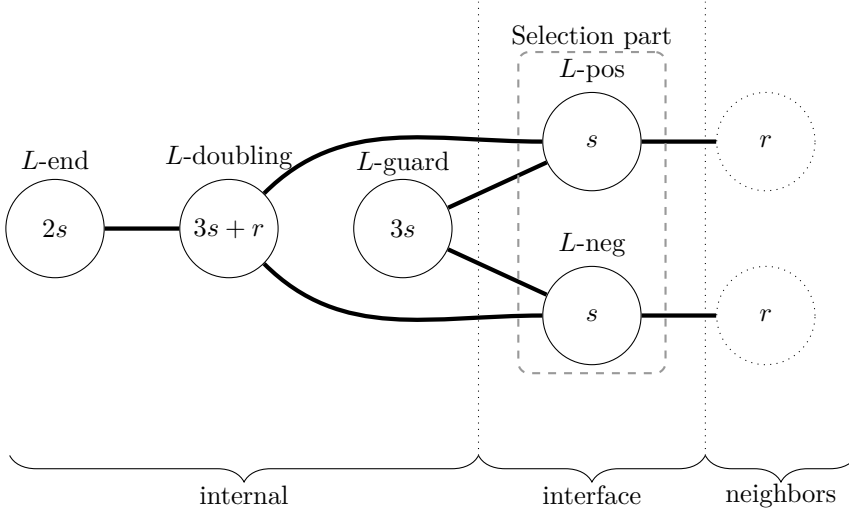 Selection part
L-pos
L-end
L-doubling
L-guard
s
r
2s
3s + r
3s
L-neg
s
r
internal
interface
neighbors